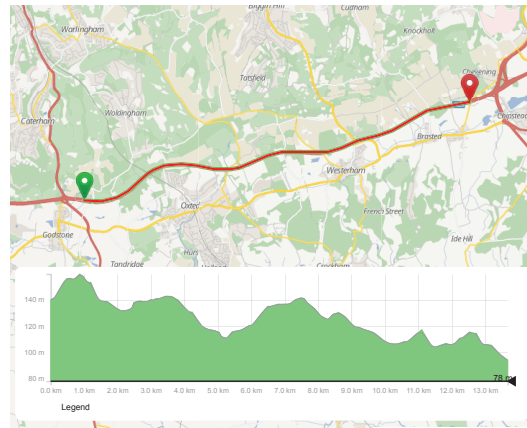 Biggin Hill
Cudham
Warlingham
Knockholt
Tatsfield
Chevening
Woldingham
Caterham
Chipstead
Brasted
Westerham
Oxted
French Street
Godstone
Ide Hill
Hurs
Tandridge
Crockham
140 m
120 m
100 m
80 m
78 m
0.0 km 1.0 km 2.0 km 3.0 km 4.0 km 5.0 km 6.0 km 7.0 km 8.0 km 9.0 km 10.0 km 11.0 km 12.0 km 13.0 km
Legend